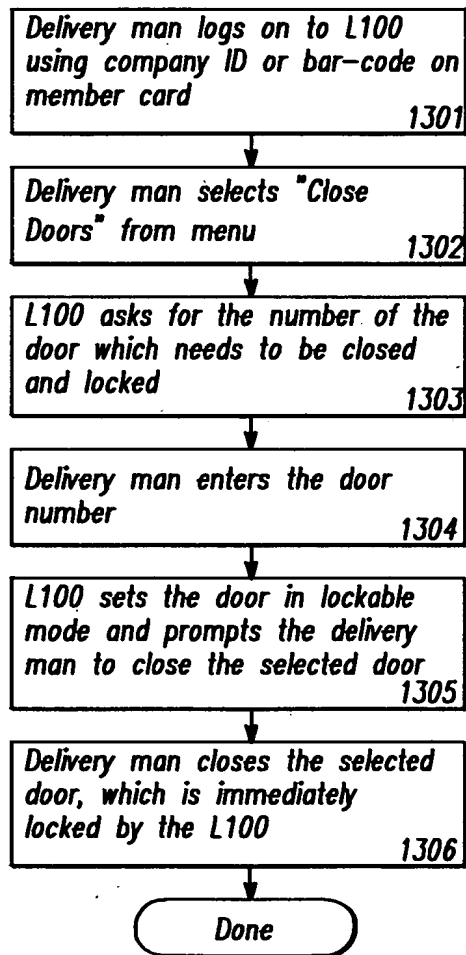 Delivery man logs on to L100
using company ID or bar-code on
member card
1301
Delivery man selects "Close
Doors" from menu
1302
L100 asks for the number of the
door which needs to be closed
and locked
1303
Delivery man enters the door
number
1304
L100 sets the door in lockable
mode and prompts the delivery
man to close the selected door
1305
Delivery man closes the selected
door, which is immediately
locked by the L100
1306
Done